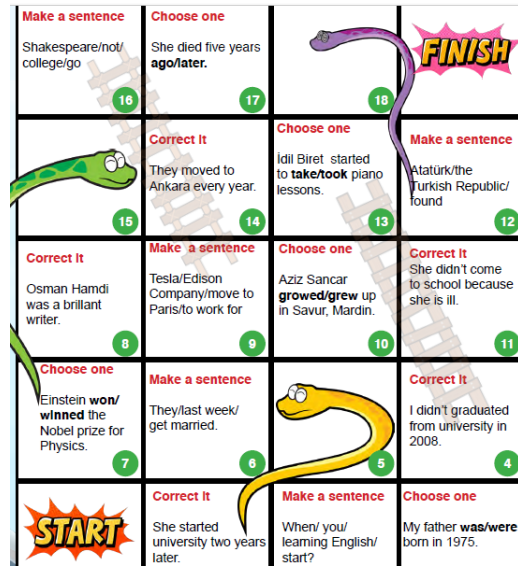 Make a sentence
Shakespeare/not/
college/go
16
Choose one
She died five years
ago/later.
17
18
FINISH
15
Correct It
They moved to
Ankara every year.
14
Choose one
İdil Biret started
to take/took piano
lessons.
13
Make a sentence
Atatürk/the
Turkish Republic/
found
12
Correct It
Osman Hamdi
was a brillant
writer.
8
Make a sentence
Tesla/Edison
Company/move to
Paris/to work for
9
Choose one
Aziz Sancar
growed/grew up
in Savur, Mardin.
10
Correct It
She didn't come
to school because
she is ill.
11
Choose one
Einstein won/
winned the
Nobel prize for
Physics.
7
Make a sentence
They/last week/
get married.
6
5
Correct It
I didn't graduated
from university in
2008.
4
START
Correct It
She started
university two years
later.
Make a sentence
When/ you/
learning English/
start?
Choose one
My father was/were
born in 1975.